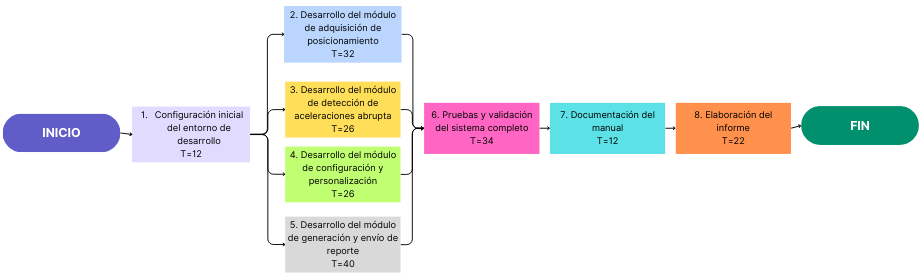 INICIO
1. Configuración inicial
del entorno de
desarrollo
T=12
2. Desarrollo del módulo
de adquisición de
posicionamiento
T=32
3. Desarrollo del módulo
de detección de
aceleraciones abrupta
T=26
4. Desarrollo del módulo
de configuración y
personalización
T=26
5. Desarrollo del módulo
de generación y envío de
reporte
T=40
6. Pruebas y validación
del sistema completo
T=34
7. Documentación del
manual
T=12
8. Elaboración del
informe
T=22
FIN